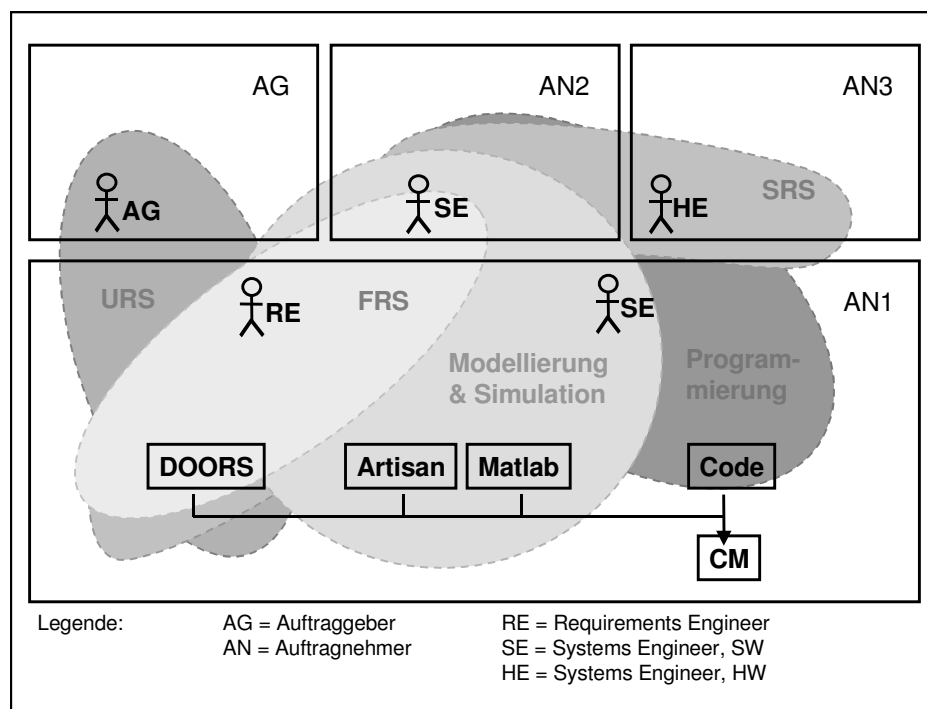 AG
AN2
AN3
AG
SE
HE
SRS
URS
RE
FRS
SE
AN1
Modellierung
& Simulation
Program-
mierung
DOORS
Artisan
Matlab
Code
CM
Legende:
AG = Auftraggeber
RE = Requirements Engineer
AN = Auftragnehmer
SE = Systems Engineer, SW
HE = Systems Engineer, HW